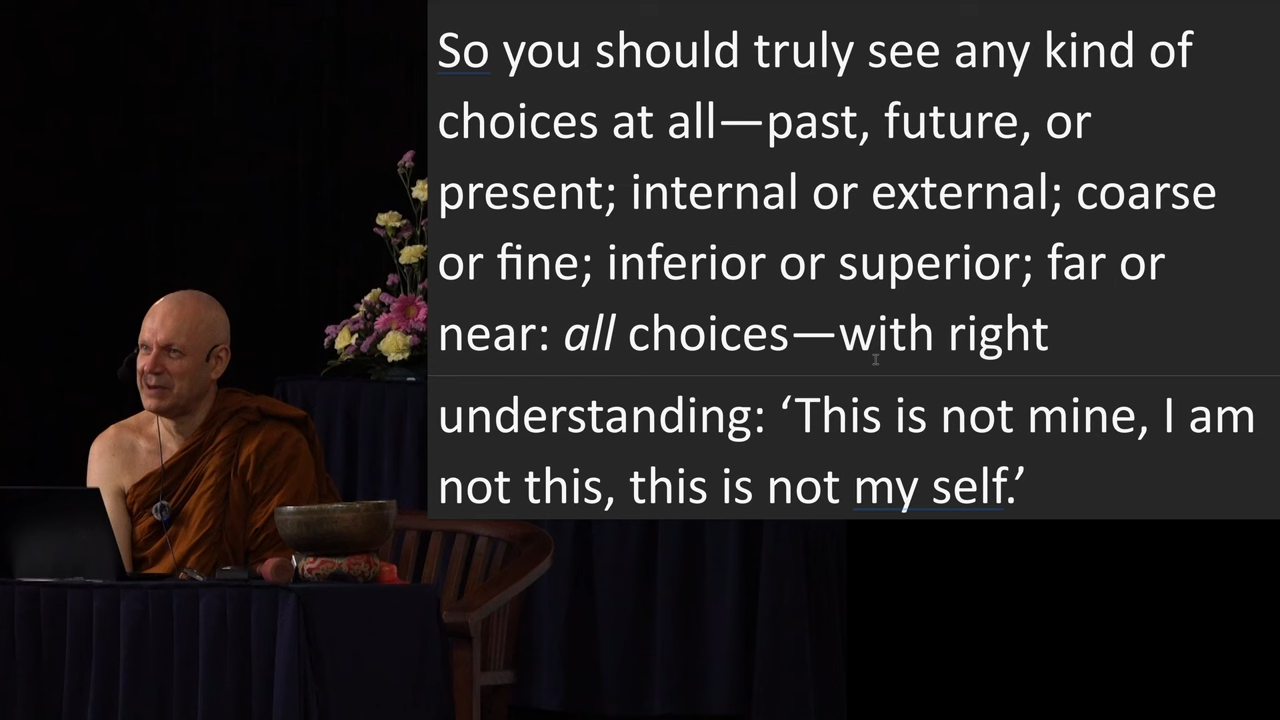 So you should truly see any kind of
choices at all—past, future, or
present; internal or external; coarse
or fine; inferior or superior; far or
near: all choices—with right
understanding: ‘This is not mine, I am
not this, this is not my self.’